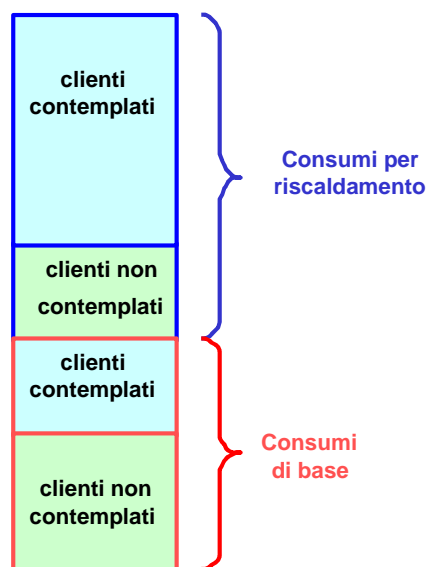 clienti
contemplati
Consumi per
riscaldamento
clienti non
contemplati
clienti
contemplati
Consumi
di base
clienti non
contemplati